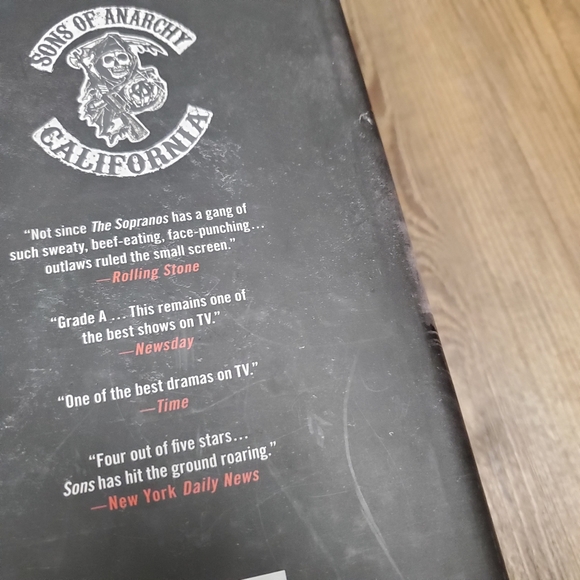 SONS OF ANARCHY
CALIFORNIA
“Not since The Sopranos has a gang of
such sweaty, beef-eating, face-punching...
outlaws ruled the small screen.”
—Rolling Stone
“Grade A ... This remains one of
the best shows on TV.”
—Newsday
“One of the best dramas on TV.”
—Time
“Four out of five stars...
Sons has hit the ground roaring.”
—New York Daily News